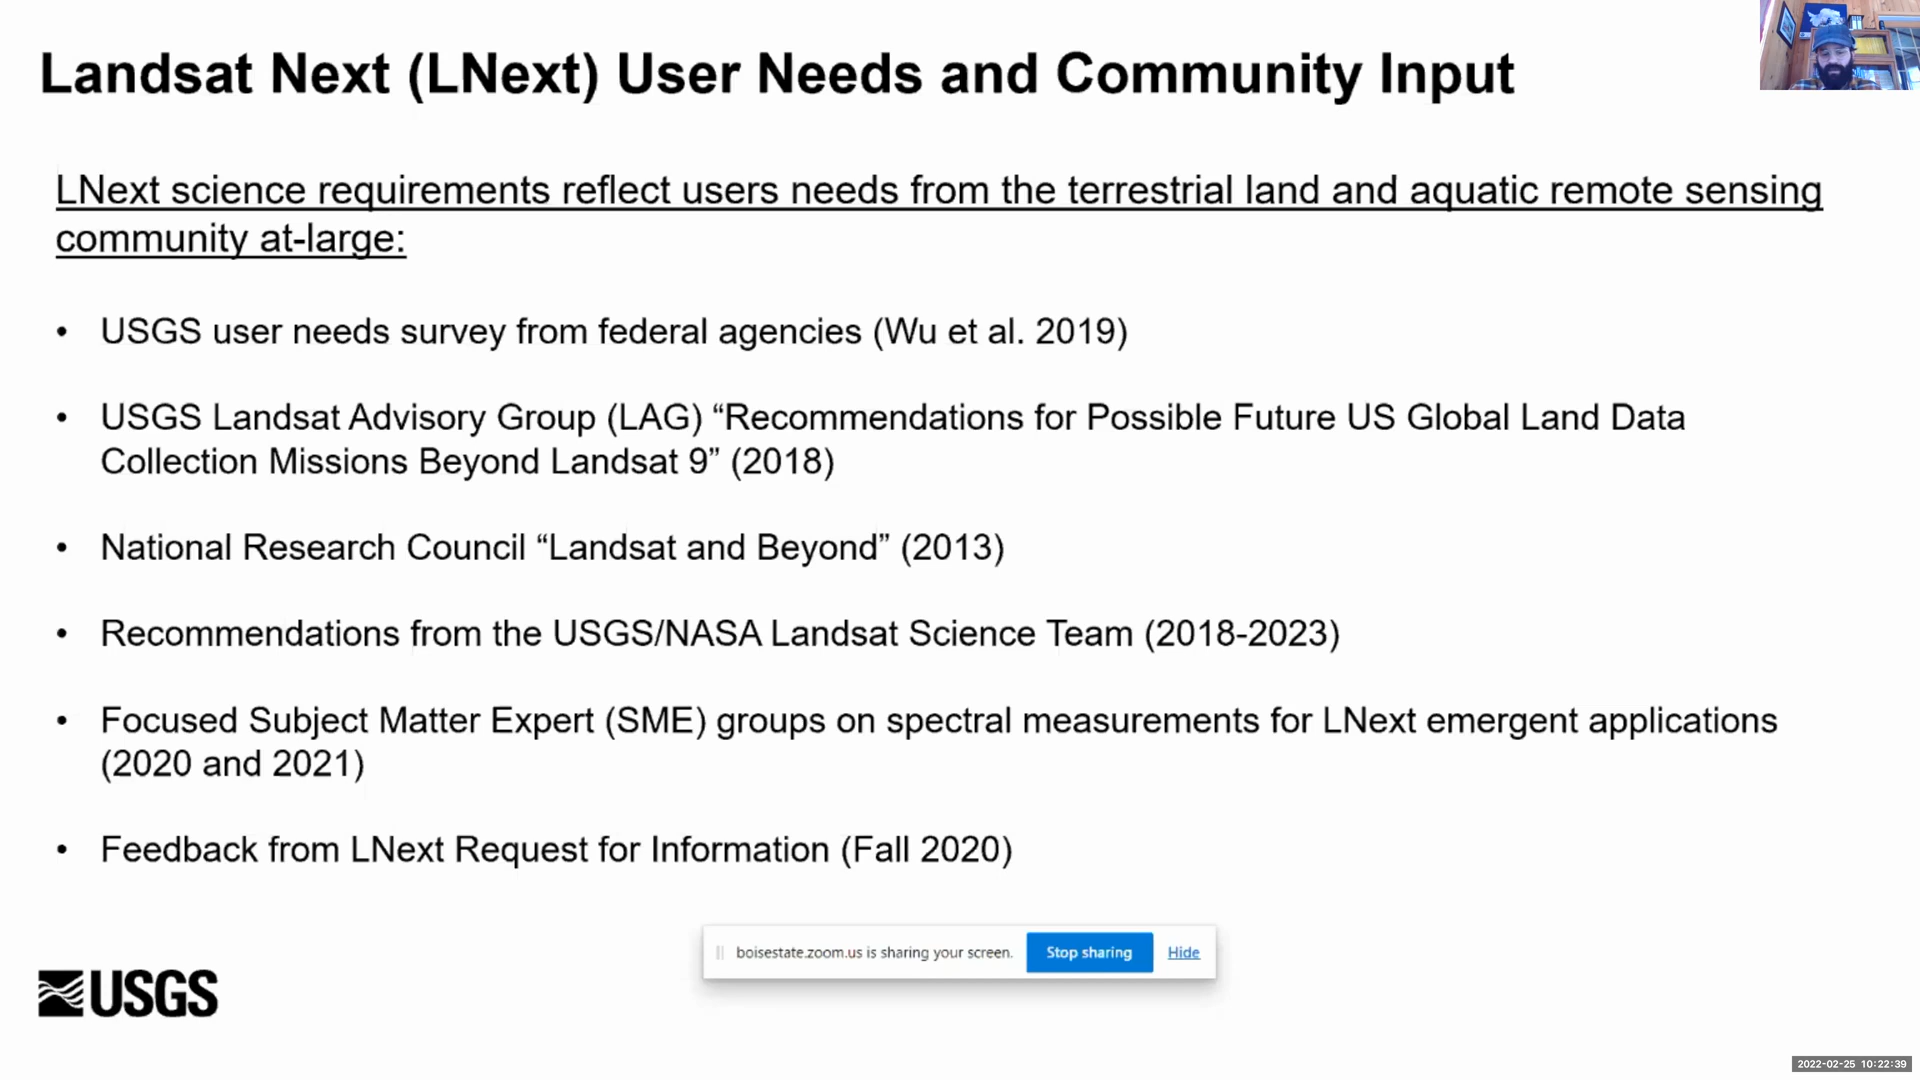 Landsat Next (LNext) User Needs and Community Input
LNext science requirements reflect users needs from the terrestrial land and aquatic remote sensing
community at-large:
• USGS user needs survey from federal agencies (Wu et al. 2019)
• USGS Landsat Advisory Group (LAG) “Recommendations for Possible Future US Global Land Data
Collection Missions Beyond Landsat 9” (2018)
• National Research Council “Landsat and Beyond” (2013)
• Recommendations from the USGS/NASA Landsat Science Team (2018-2023)
• Focused Subject Matter Expert (SME) groups on spectral measurements for LNext emergent applications
(2020 and 2021)
• Feedback from LNext Request for Information (Fall 2020)
boisestate.zoom.us is sharing your screen. Stop sharing Hide
USGS
2022-02-25 10:22:39